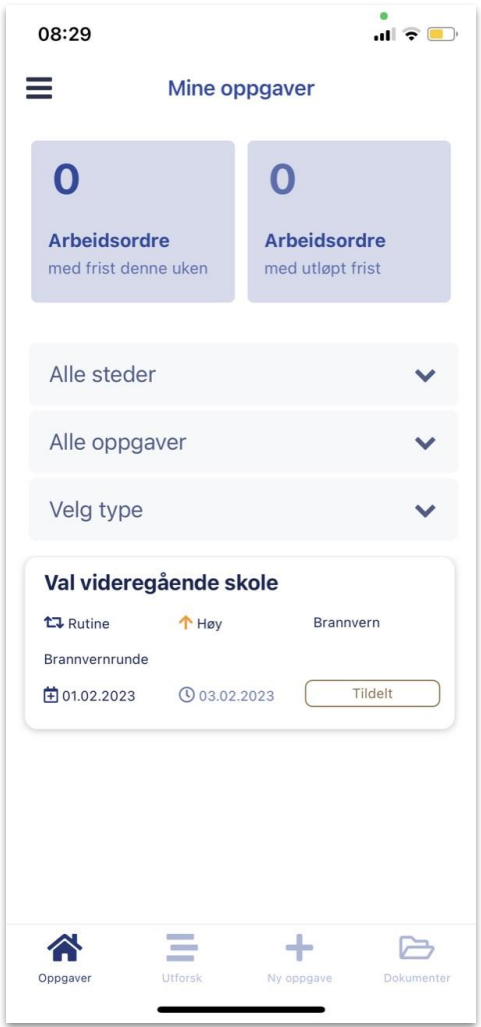 08:29
Mine oppgaver
0
Arbeidsordre
med frist denne uken
0
Arbeidsordre
med utløpt frist
Alle steder
Alle oppgaver
Velg type
Val videregående skole
Rutine Høy Brannvern
Brannvernrunde
01.02.2023 03.02.2023 Tildelt
Oppgaver Utforsk Ny oppgave Dokumenter